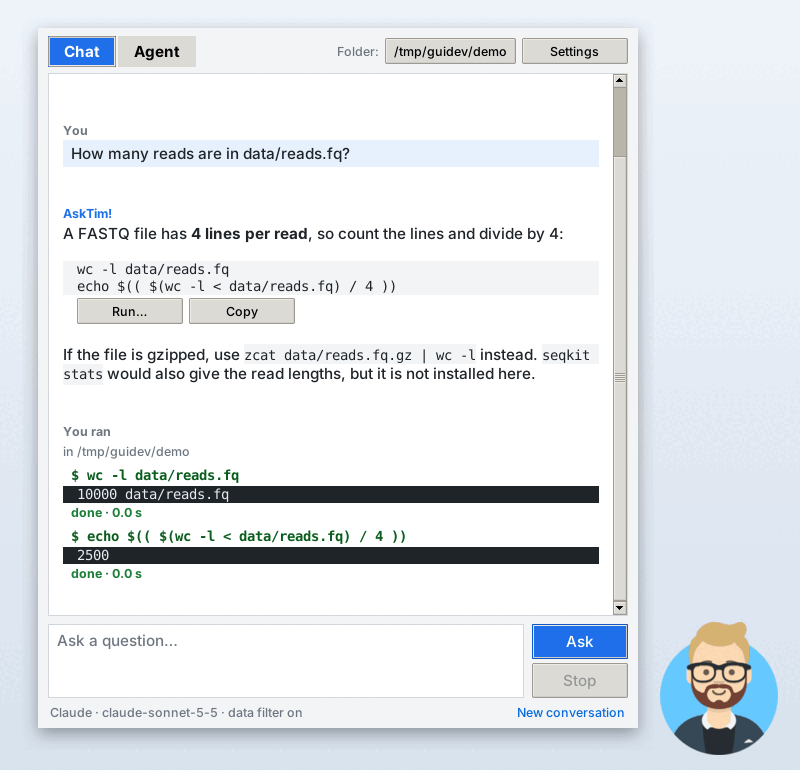 Chat Agent Folder: /tmp/guidev/demo Settings
You
How many reads are in data/reads.fq?
AskTim!
A FASTQ file has 4 lines per read, so count the lines and divide by 4:
wc -l data/reads.fq
echo $(( $(wc -l < data/reads.fq) / 4 ))
Run... Copy
If the file is gzipped, use zcat data/reads.fq.gz | wc -l instead. seqkit
stats would also give the read lengths, but it is not installed here.
You ran
in /tmp/guidev/demo
$ wc -l data/reads.fq
10000 data/reads.fq
done · 0.0 s
$ echo $(( $(wc -l < data/reads.fq) / 4 ))
2500
done · 0.0 s
Ask a question... Ask
Stop
Claude · claude-sonnet-5-5 · data filter on New conversation